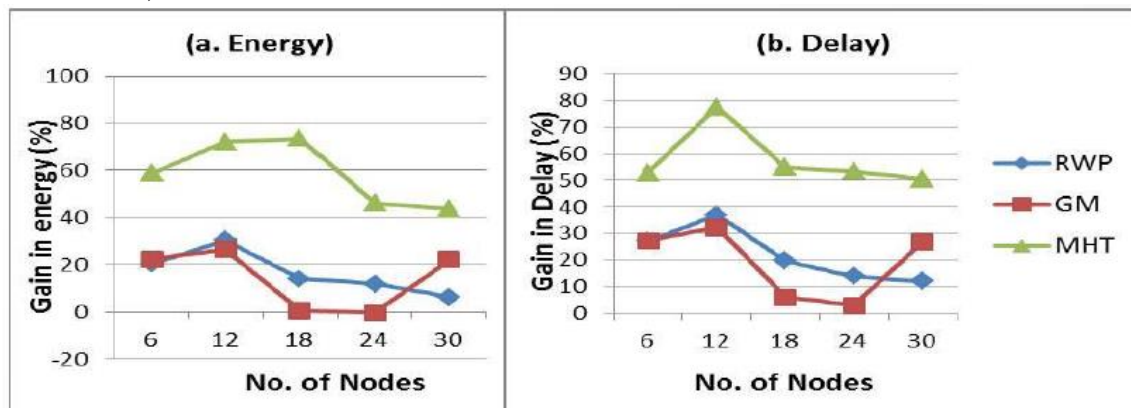 (a. Energy)
Gain in energy (%)
100
80
60
40
20
0
-20
6 12 18 24 30
No. of Nodes
(b. Delay)
Gain in Delay (%)
90
80
70
60
50
40
30
20
10
0
6 12 18 24 30
No. of Nodes
RWP
GM
MHT